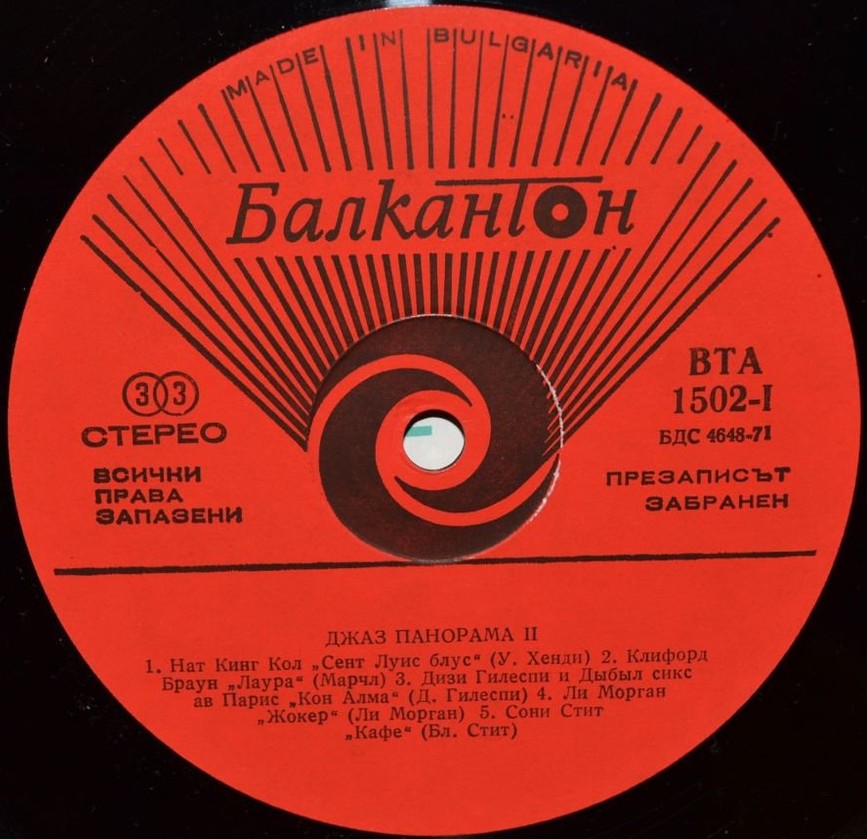 MADE IN BULGARIA
Балкантон
33
СТЕРЕО
ВСИЧКИ
ПРАВА
ЗАПАЗЕНИ
ВТА
1502-I
БДС 4648-71
ПРЕЗАПИСЪТ
ЗАБРАНЕН
ДЖАЗ ПАНОРАМА II
1. Нат Кинг Кол „Сент Луис блус“ (У. Хенди) 2. Клифорд
Браун „Лаура“ (Марчл) 3. Дизи Гилеспи и Дыбыл сикс
ав Парис „Кон Алма“ (Д. Гилеспи) 4. Ли Морган
„Жокер“ (Ли Морган) 5. Сони Стит
„Кафе“ (Бл. Стит)